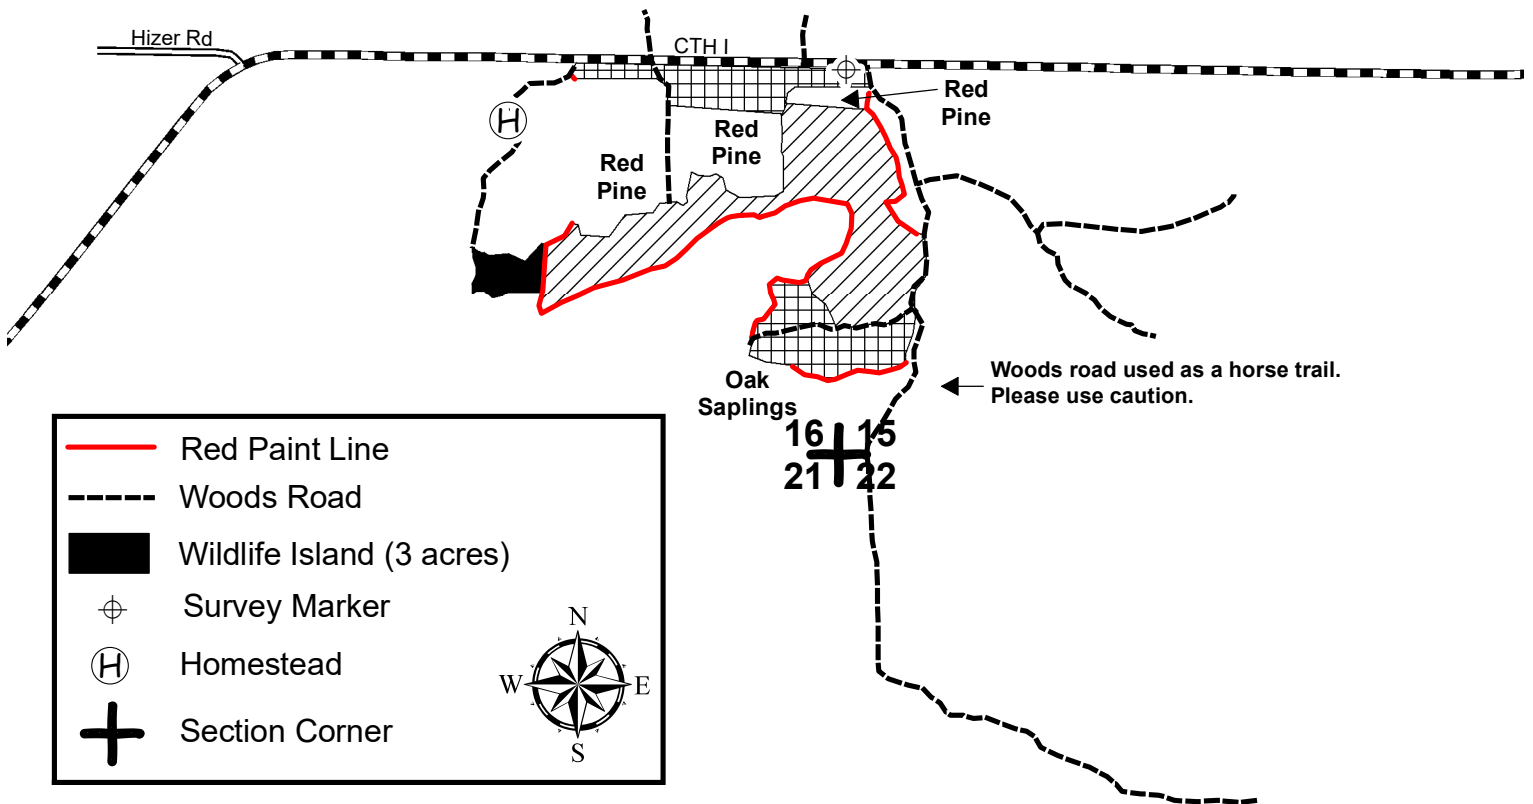 Hizer Rd
CTH I
H
Red
Pine
Red
Pine
Red
Pine
Oak
Saplings
Woods road used as a horse trail.
Please use caution.
16 15
21 22
Red Paint Line
Woods Road
Wildlife Island (3 acres)
Survey Marker
H Homestead
Section Corner
N
W E
S